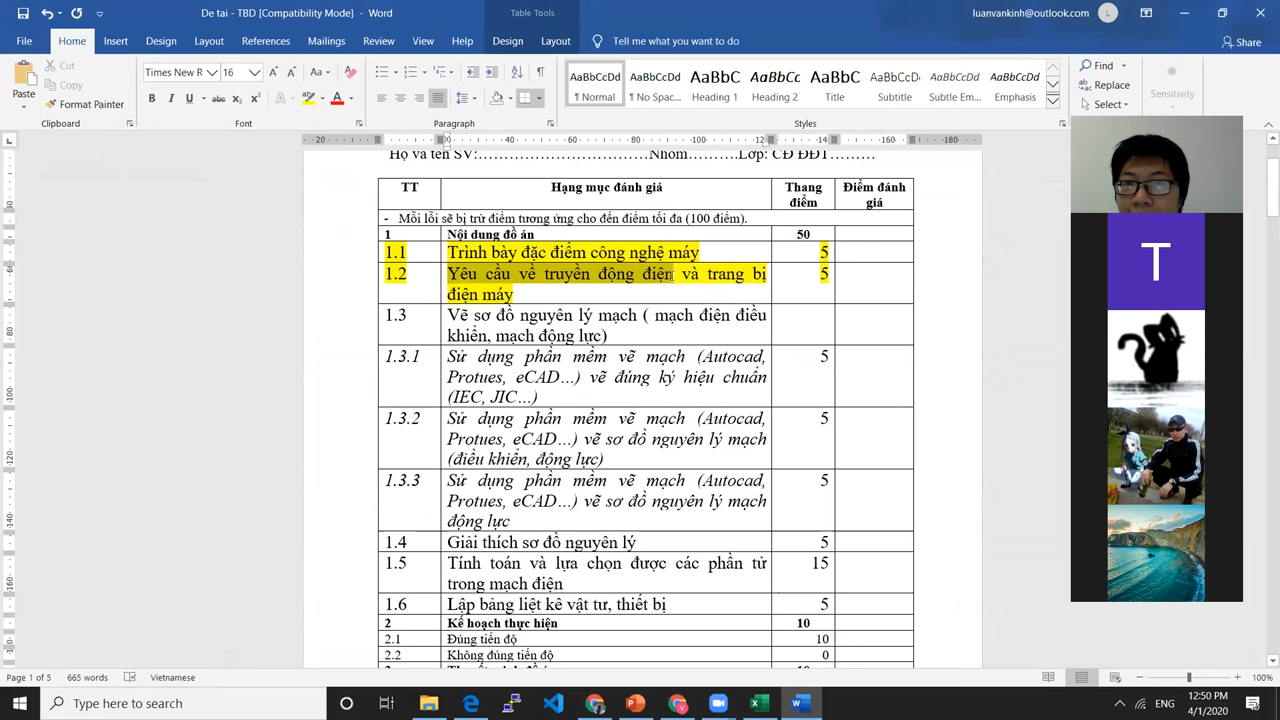 De tai - TBD [Compatibility Mode] - Word
Table Tools
luanvankinh@outlook.com
L
File Home Insert Drawing Design Layout References Mailings Review View Help Design Layout Tell me what you want to do
Share
Cut
Copy
Format Painter
Paste
Clipboard
Times New R 16
Font
Paragraph
AaBbCcDd AaBbCcDd AaBbC AaBbCc AaBbC AaBbCcD AaBbCcDd AaBbCcDd
¶ Normal ¶ No Spac... Heading 1 Heading 2 Title Subtitle Subtle Em... Emphasis
Styles
Find
Replace
Select
Editing
Sensitivity
Sensitivity
Họ và tên SV:……………………………Nhóm……….Lớp: CĐ ĐĐT………
TT Hạng mục đánh giá Thang điểm Điểm đánh giá
- Mỗi lỗi sẽ bị trừ điểm tương ứng cho đến điểm tối đa (100 điểm).
1 Nội dung đồ án 50
1.1 Trình bày đặc điểm công nghệ máy 5
1.2 Yêu cầu về truyền động điện và trang bị 5
điện máy
1.3 Vẽ sơ đồ nguyên lý mạch ( mạch điện điều
khiển, mạch động lực)
1.3.1 Sử dụng phần mềm vẽ mạch (Autocad, 5
Protues, eCAD…) vẽ đúng ký hiệu chuẩn
(IEC, JIC…)
1.3.2 Sử dụng phần mềm vẽ mạch (Autocad, 5
Protues, eCAD…) vẽ sơ đồ nguyên lý mạch
(điều khiển, động lực)
1.3.3 Sử dụng phần mềm vẽ mạch (Autocad, 5
Protues, eCAD…) vẽ sơ đồ nguyên lý mạch
động lực
1.4 Giải thích sơ đồ nguyên lý 5
1.5 Tính toán và lựa chọn được các phần tử 15
trong mạch điện
1.6 Lập bảng liệt kê vật tư, thiết bị 5
2 Kế hoạch thực hiện 10
2.1 Đúng tiến độ 10
2.2 Không đúng tiến độ 0
T
Page 1 of 5 665 words Vietnamese
100%
Type here to search
ENG
12:50 PM
4/1/2020